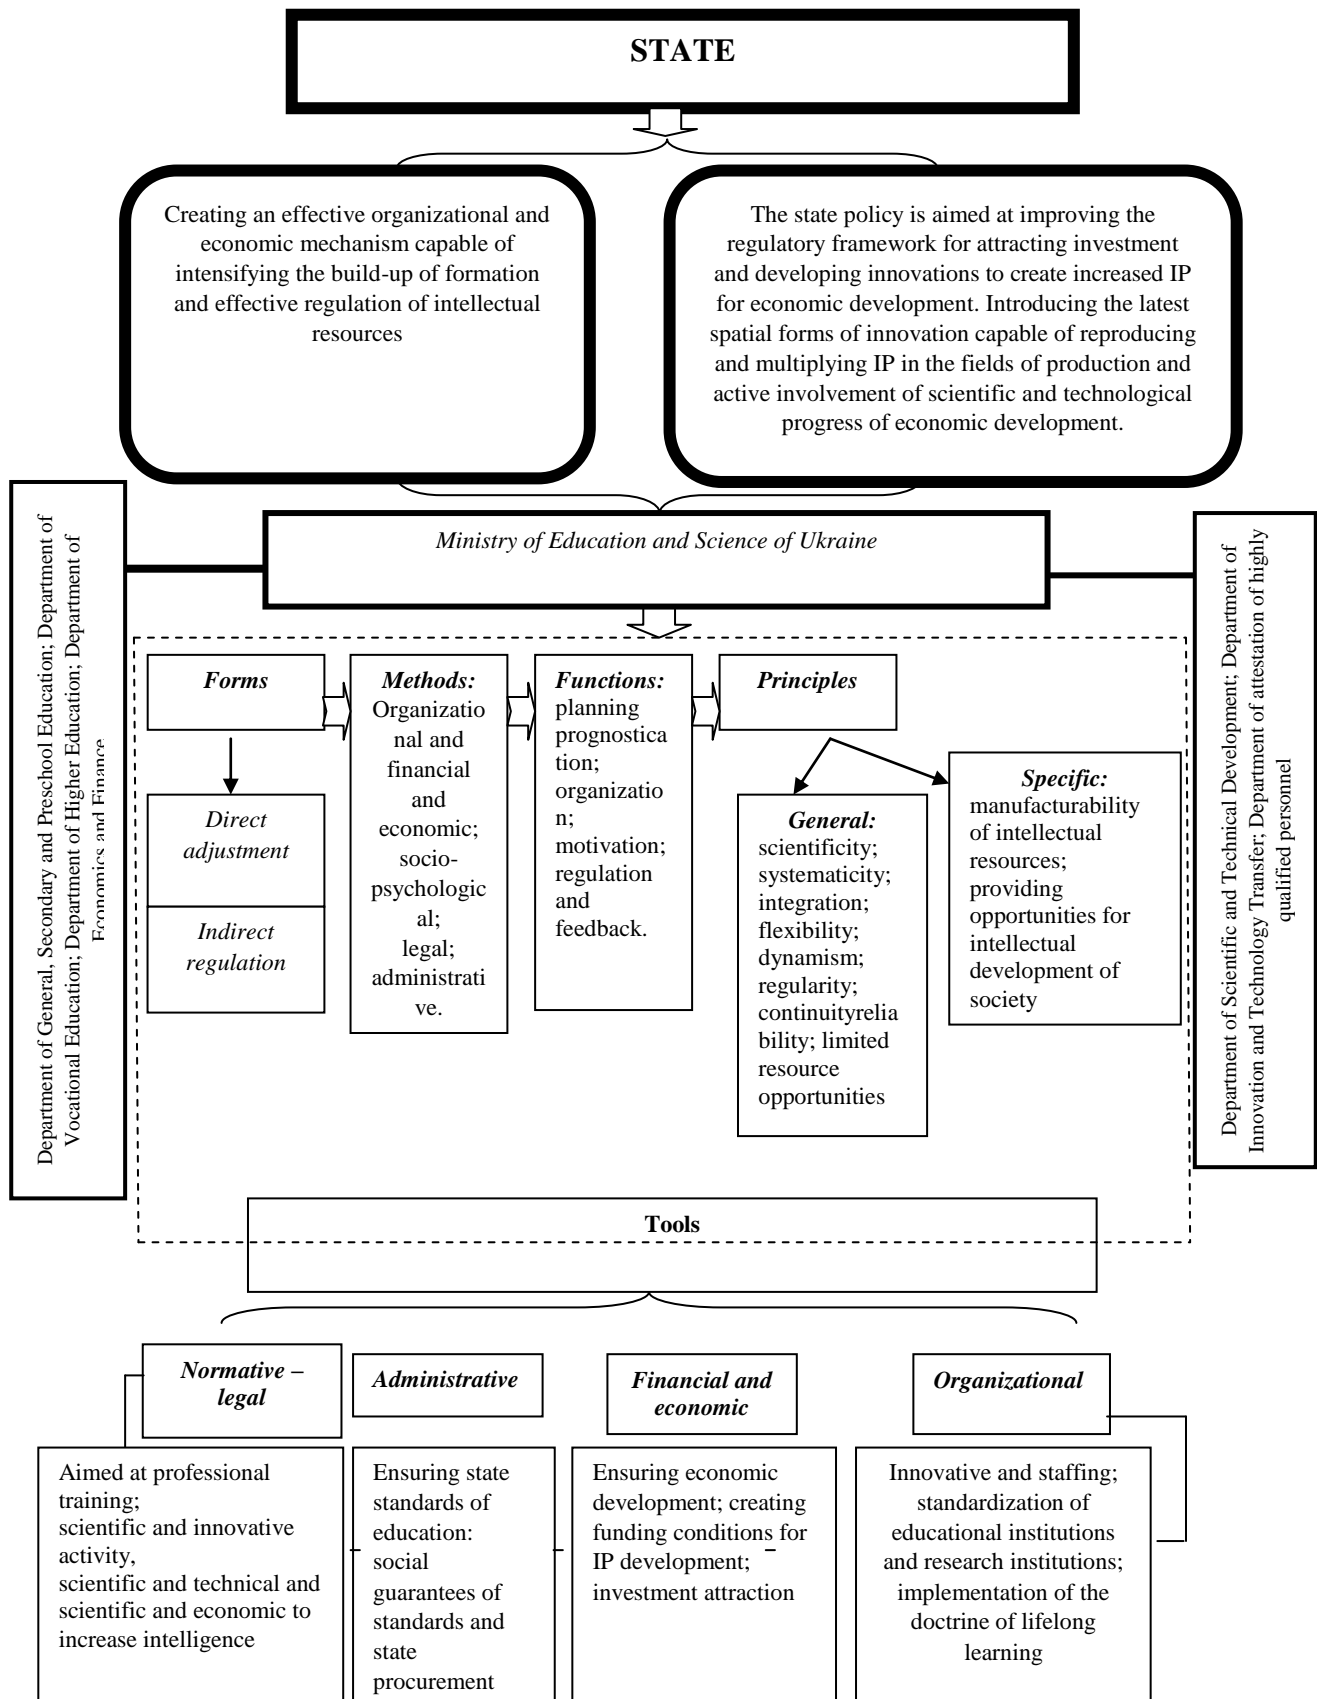 STATE
Creating an effective organizational and
economic mechanism capable of
intensifying the build-up of formation
and effective regulation of intellectual
resources
The state policy is aimed at improving the
regulatory framework for attracting investment
and developing innovations to create increased IP
for economic development. Introducing the latest
spatial forms of innovation capable of reproducing
and multiplying IP in the fields of production and
active involvement of scientific and technological
progress of economic development.
Department of General, Secondary and Preschool Education; Department of
Vocational Education; Department of Higher Education; Department of
Economics and Finance
Ministry of Education and Science of Ukraine
Department of Scientific and Technical Development; Department of
Innovation and Technology Transfer; Department of attestation of highly
qualified personnel
Forms
Direct
adjustment
Indirect
regulation
Methods:
Organizatio
nal and
financial
and
economic;
socio-
psychologic
al;
legal;
administrati
ve.
Functions:
planning
prognostica
tion;
organizatio
n;
motivation;
regulation
and
feedback.
Principles
General:
scientificity;
systematicity;
integration;
flexibility;
dynamism;
regularity;
continuityrelia
bility; limited
resource
opportunities
Specific:
manufacturability
of intellectual
resources;
providing
opportunities for
intellectual
development of
society
Tools
Normative –
legal
Administrative
Financial and
economic
Organizational
Aimed at professional
training;
scientific and innovative
activity,
scientific and technical and
scientific and economic to
increase intelligence
Ensuring state
standards of
education:
social
guarantees of
standards and
state
procurement
Ensuring economic
development; creating
funding conditions for
IP development;
investment attraction
Innovative and staffing;
standardization of
educational institutions
and research institutions;
implementation of the
doctrine of lifelong
learning